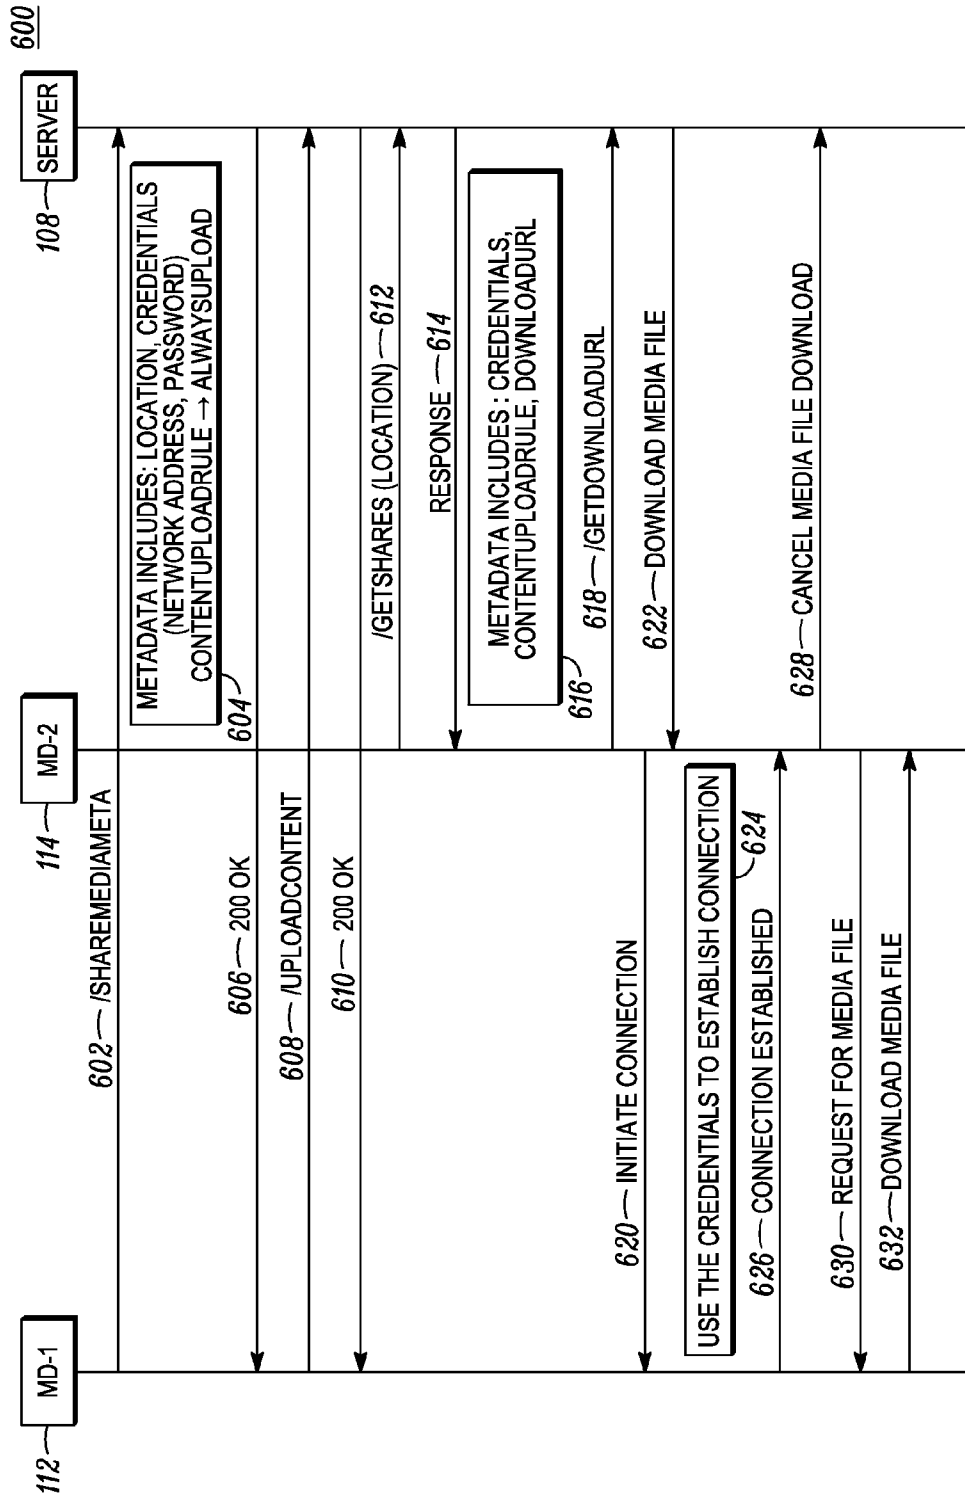 600
112 MD-1
114 MD-2
108 SERVER
602 /SHAREMEDIAMETA
METADATA INCLUDES: LOCATION, CREDENTIALS
(NETWORK ADDRESS, PASSWORD)
CONTENTUPLOADRULE → ALWAYSUPLOAD
604
606 200 OK
608 /UPLOADCONTENT
610 200 OK
/GETSHARES (LOCATION) 612
RESPONSE 614
METADATA INCLUDES : CREDENTIALS,
CONTENTUPLOADRULE, DOWNLOADURL
616
618 /GETDOWNLOADURL
620 INITIATE CONNECTION
622 DOWNLOAD MEDIA FILE
USE THE CREDENTIALS TO ESTABLISH CONNECTION
624
626 CONNECTION ESTABLISHED
628 CANCEL MEDIA FILE DOWNLOAD
630 REQUEST FOR MEDIA FILE
632 DOWNLOAD MEDIA FILE